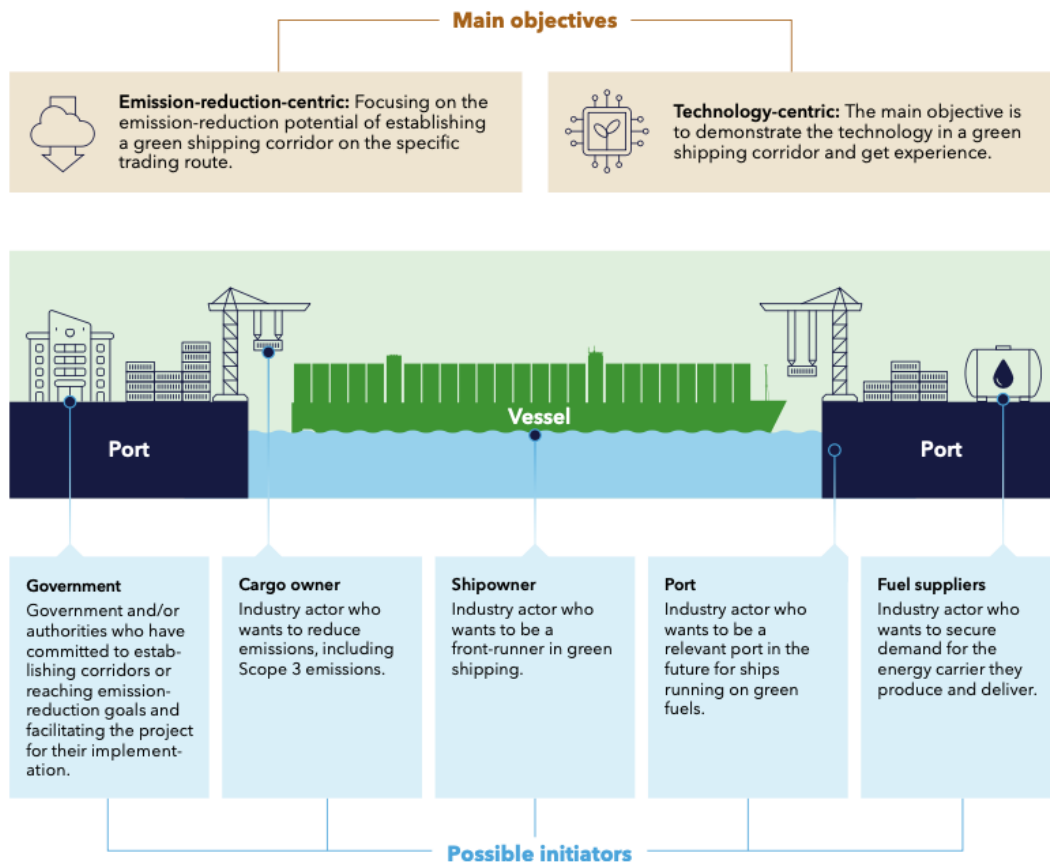 Main objectives
Emission-reduction-centric: Focusing on the
emission-reduction potential of establishing
a green shipping corridor on the specific
trading route.
Technology-centric: The main objective is
to demonstrate the technology in a green
shipping corridor and get experience.
Vessel
Port
Port
Government
Government and/or
authorities who have
committed to estab-
lishing corridors or
reaching emission-
reduction goals and
facilitating the project
for their implement-
ation.
Cargo owner
Industry actor who
wants to reduce
emissions, including
Scope 3 emissions.
Shipowner
Industry actor who
wants to be a
front-runner in green
shipping.
Port
Industry actor who
wants to be a
relevant port in the
future for ships
running on green
fuels.
Fuel suppliers
Industry actor who
wants to secure
demand for the
energy carrier they
produce and deliver.
Possible initiators